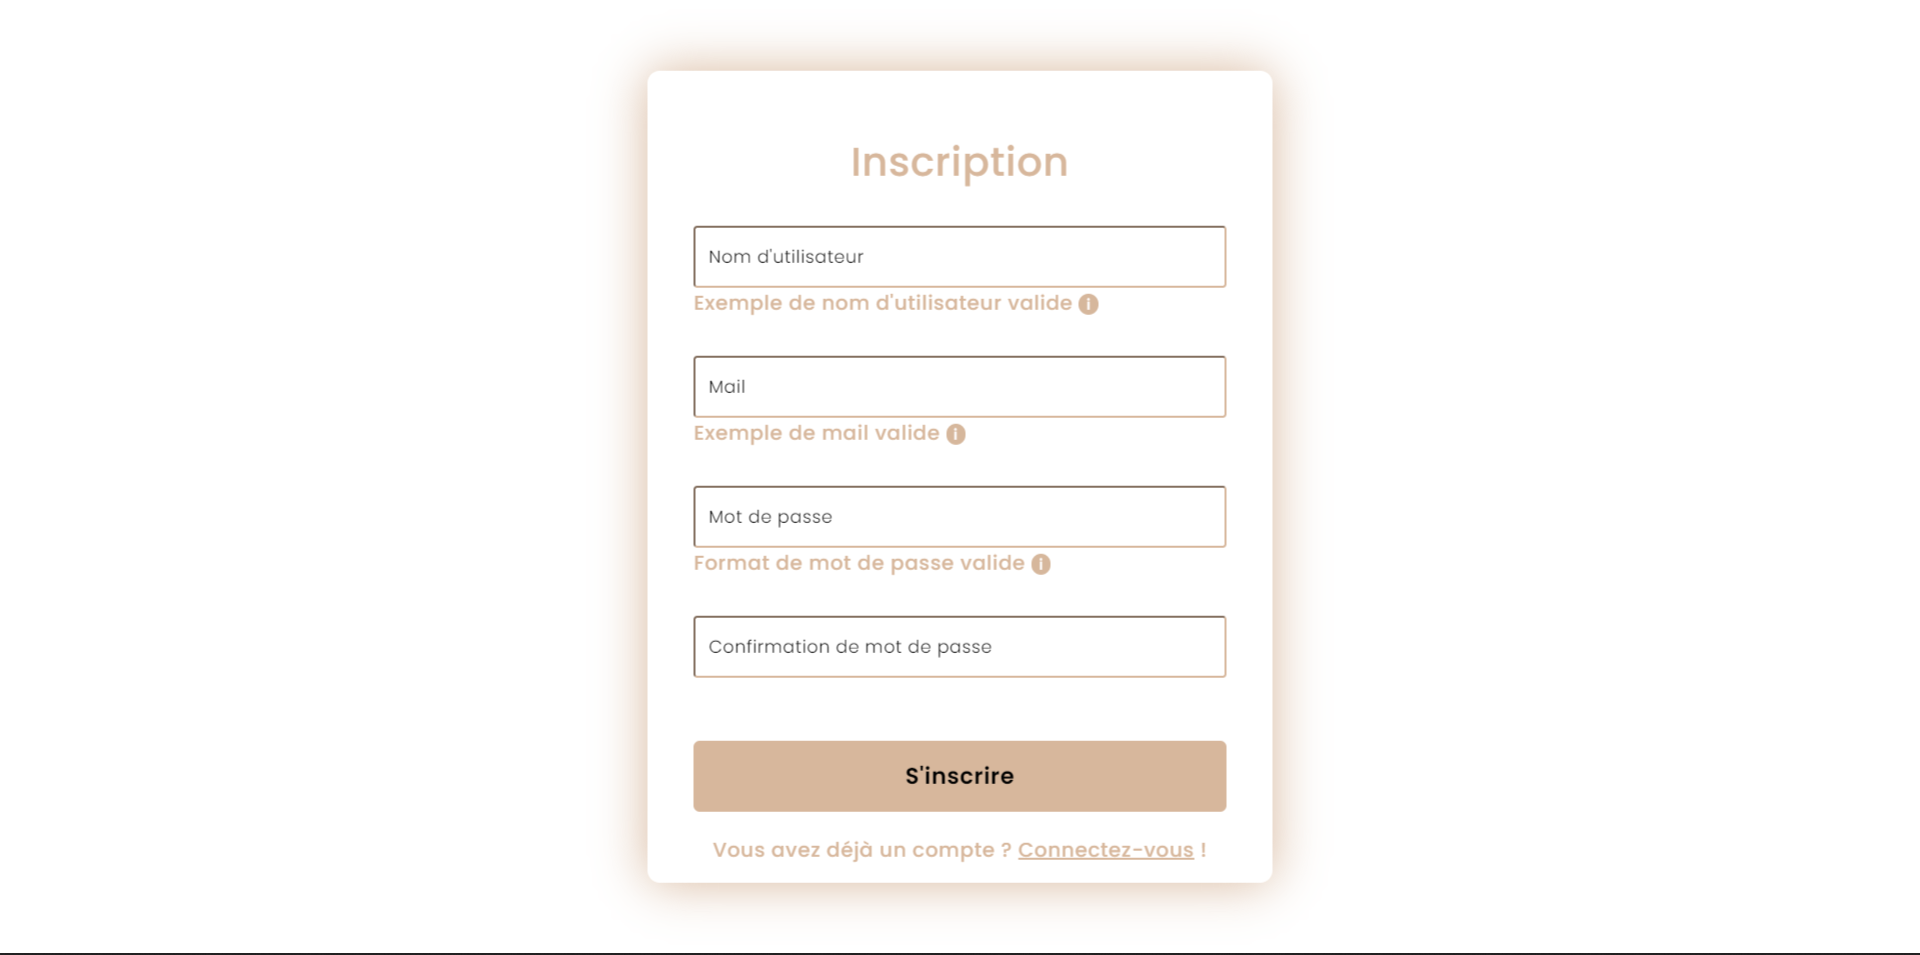 Inscription
Nom d'utilisateur
Exemple de nom d'utilisateur valide i
Mail
Exemple de mail valide i
Mot de passe
Format de mot de passe valide i
Confirmation de mot de passe
S'inscrire
Vous avez déjà un compte ? Connectez-vous !